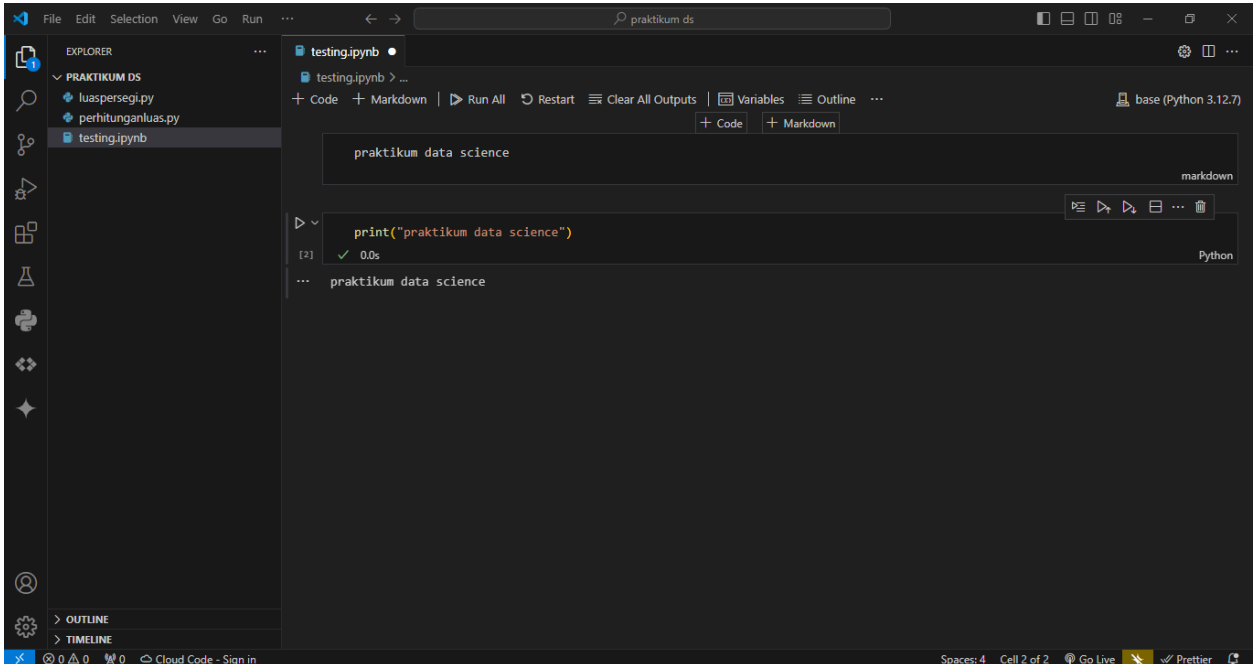 File Edit Selection View Go Run ... praktikum ds
EXPLORER ...
PRAKTIKUM DS
luaspersegi.py
perhitunganluas.py
testing.ipynb
testing.ipynb
testing.ipynb > ...
+ Code + Markdown Run All Restart Clear All Outputs Variables Outline ... base (Python 3.12.7)
+ Code + Markdown
praktikum data science
markdown
print("praktikum data science")
[2] ✓ 0.0s Python
... praktikum data science
> OUTLINE
> TIMELINE
1
0 0 0 Cloud Code - Sign in Spaces: 4 Cell 2 of 2 Go Live Prettier